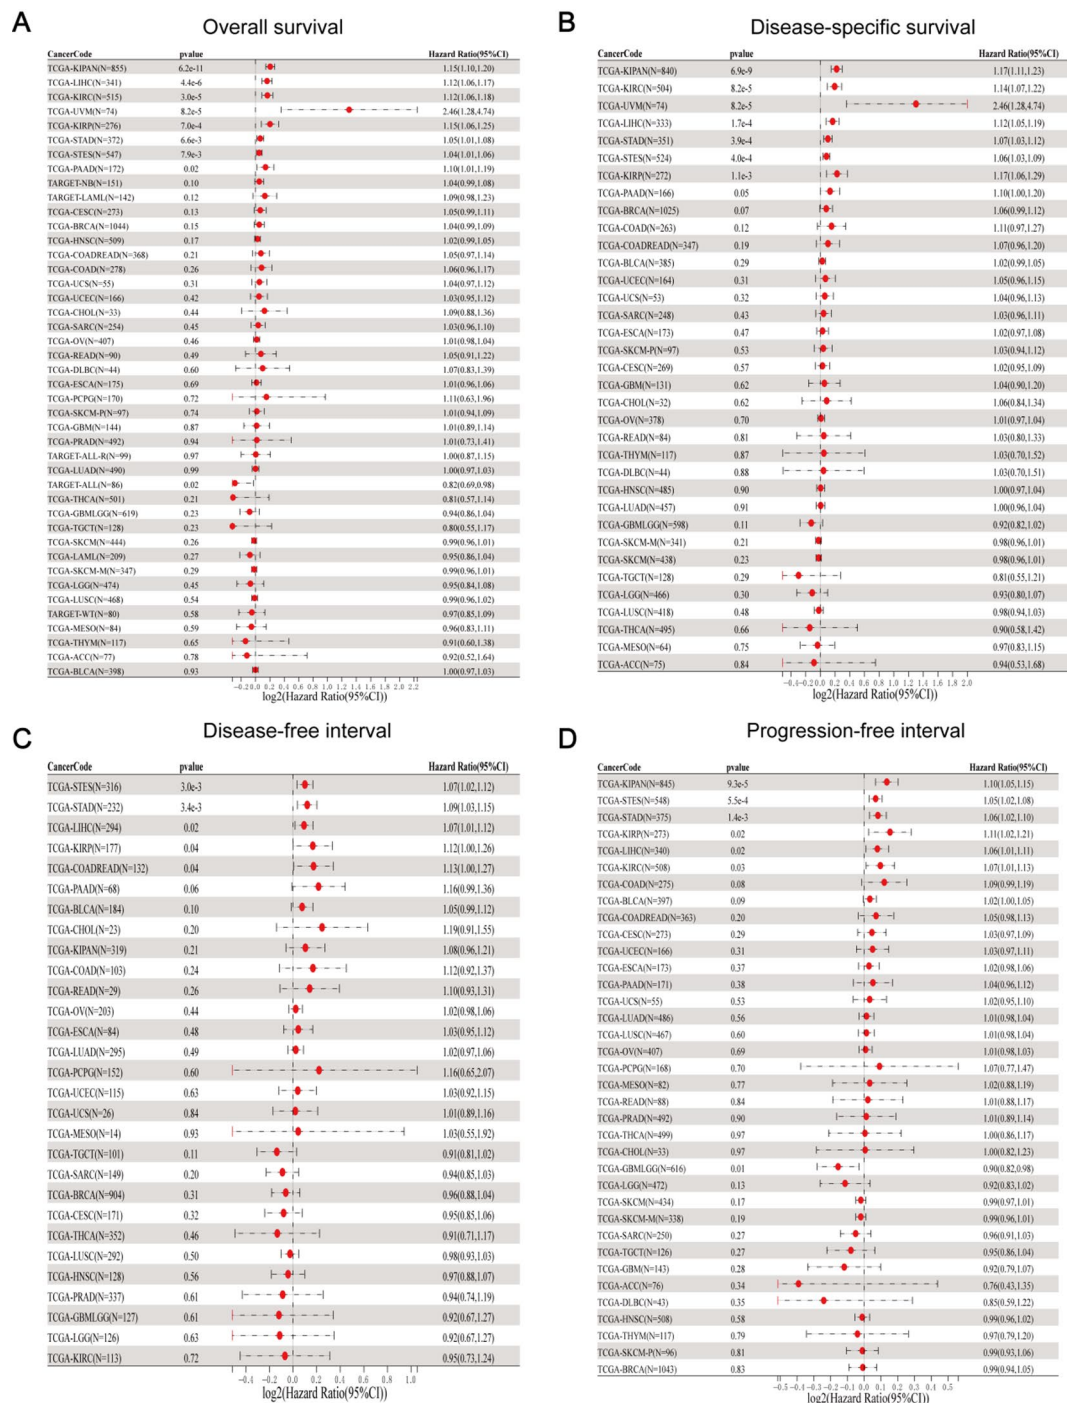 A
Overall survival
CancerCode pvalue Hazard Ratio(95%CI)
TCGA-KIPAN(N=855) 6.2e-11 1.15(1.10,1.20)
TCGA-LIHC(N=341) 4.4e-6 1.12(1.06,1.17)
TCGA-KIRC(N=515) 3.0e-5 1.12(1.06,1.18)
TCGA-UVM(N=74) 8.2e-5 2.46(1.28,4.74)
TCGA-KIRP(N=276) 7.0e-4 1.15(1.06,1.25)
TCGA-STAD(N=372) 6.6e-3 1.05(1.01,1.08)
TCGA-STES(N=547) 7.9e-3 1.04(1.01,1.06)
TCGA-PAAD(N=172) 0.02 1.10(1.01,1.19)
TARGET-NB(N=151) 0.10 1.04(0.99,1.08)
TARGET-LAML(N=142) 0.12 1.09(0.98,1.23)
TCGA-CESC(N=273) 0.13 1.05(0.99,1.11)
TCGA-BRCA(N=1044) 0.15 1.04(0.99,1.09)
TCGA-HNSC(N=509) 0.17 1.02(0.99,1.05)
TCGA-COADREAD(N=368) 0.21 1.05(0.97,1.14)
TCGA-COAD(N=278) 0.26 1.06(0.96,1.17)
TCGA-UCS(N=55) 0.31 1.04(0.97,1.12)
TCGA-UCEC(N=166) 0.42 1.03(0.95,1.12)
TCGA-CHOL(N=33) 0.44 1.09(0.88,1.36)
TCGA-SARC(N=254) 0.45 1.03(0.96,1.10)
TCGA-OV(N=407) 0.46 1.01(0.98,1.04)
TCGA-READ(N=90) 0.49 1.05(0.91,1.22)
TCGA-DLBC(N=44) 0.60 1.07(0.83,1.39)
TCGA-ESCA(N=175) 0.69 1.01(0.96,1.06)
TCGA-PCPG(N=170) 0.72 1.11(0.63,1.96)
TCGA-SKCM-P(N=97) 0.74 1.01(0.94,1.09)
TCGA-GBM(N=144) 0.87 1.01(0.89,1.14)
TCGA-PRAD(N=492) 0.94 1.01(0.73,1.41)
TARGET-ALL-R(N=99) 0.97 1.00(0.87,1.15)
TCGA-LUAD(N=490) 0.99 1.00(0.97,1.03)
TARGET-ALL(N=86) 0.02 0.82(0.69,0.98)
TCGA-THCA(N=501) 0.21 0.81(0.57,1.14)
TCGA-GBMLGG(N=619) 0.23 0.94(0.86,1.04)
TCGA-TGCT(N=128) 0.23 0.80(0.55,1.17)
TCGA-SKCM(N=444) 0.26 0.99(0.96,1.01)
TCGA-LAML(N=209) 0.27 0.95(0.86,1.04)
TCGA-SKCM-M(N=347) 0.29 0.99(0.96,1.01)
TCGA-LGG(N=474) 0.45 0.95(0.84,1.08)
TCGA-LUSC(N=468) 0.54 0.99(0.96,1.02)
TARGET-WT(N=80) 0.58 0.97(0.85,1.09)
TCGA-MESO(N=84) 0.59 0.96(0.83,1.11)
TCGA-THYM(N=117) 0.65 0.91(0.60,1.38)
TCGA-ACC(N=77) 0.78 0.92(0.52,1.64)
TCGA-BLCA(N=398) 0.93 1.00(0.97,1.03)
-0.2 0.0 0.2 0.4 0.6 0.8 1.0 1.2 1.4 1.6 1.8 2.0 2.2
log2(Hazard Ratio(95%CI))
B
Disease-specific survival
CancerCode pvalue Hazard Ratio(95%CI)
TCGA-KIPAN(N=840) 6.9e-9 1.17(1.11,1.23)
TCGA-KIRC(N=504) 8.2e-5 1.14(1.07,1.22)
TCGA-UVM(N=74) 8.2e-5 2.46(1.28,4.74)
TCGA-LIHC(N=333) 1.7e-4 1.12(1.05,1.19)
TCGA-STAD(N=351) 3.9e-4 1.07(1.03,1.12)
TCGA-STES(N=524) 4.0e-4 1.06(1.03,1.09)
TCGA-KIRP(N=272) 1.1e-3 1.17(1.06,1.29)
TCGA-PAAD(N=166) 0.05 1.10(1.00,1.20)
TCGA-BRCA(N=1025) 0.07 1.06(0.99,1.12)
TCGA-COAD(N=263) 0.12 1.11(0.97,1.27)
TCGA-COADREAD(N=347) 0.19 1.07(0.96,1.20)
TCGA-BLCA(N=385) 0.29 1.02(0.99,1.05)
TCGA-UCEC(N=164) 0.31 1.05(0.96,1.15)
TCGA-UCS(N=53) 0.32 1.04(0.96,1.13)
TCGA-SARC(N=248) 0.43 1.03(0.96,1.11)
TCGA-ESCA(N=173) 0.47 1.02(0.97,1.08)
TCGA-SKCM-P(N=97) 0.53 1.03(0.94,1.12)
TCGA-CESC(N=269) 0.57 1.02(0.95,1.09)
TCGA-GBM(N=131) 0.62 1.04(0.90,1.20)
TCGA-CHOL(N=32) 0.62 1.06(0.84,1.34)
TCGA-OV(N=378) 0.70 1.01(0.97,1.04)
TCGA-READ(N=84) 0.81 1.03(0.80,1.33)
TCGA-THYM(N=117) 0.87 1.03(0.70,1.52)
TCGA-DLBC(N=44) 0.88 1.03(0.70,1.51)
TCGA-HNSC(N=485) 0.90 1.00(0.97,1.04)
TCGA-LUAD(N=457) 0.91 1.00(0.96,1.04)
TCGA-GBMLGG(N=598) 0.11 0.92(0.82,1.02)
TCGA-SKCM-M(N=341) 0.21 0.98(0.96,1.01)
TCGA-SKCM(N=438) 0.23 0.98(0.96,1.01)
TCGA-TGCT(N=128) 0.29 0.81(0.55,1.21)
TCGA-LGG(N=466) 0.30 0.93(0.80,1.07)
TCGA-LUSC(N=418) 0.48 0.98(0.94,1.03)
TCGA-THCA(N=495) 0.66 0.90(0.58,1.42)
TCGA-MESO(N=64) 0.75 0.97(0.83,1.15)
TCGA-ACC(N=75) 0.84 0.94(0.53,1.68)
-0.2 0.0 0.2 0.4 0.6 0.8 1.0 1.2 1.4 1.6 1.8 2.0
log2(Hazard Ratio(95%CI))
C
Disease-free interval
CancerCode pvalue Hazard Ratio(95%CI)
TCGA-STES(N=316) 3.0e-3 1.07(1.02,1.12)
TCGA-STAD(N=232) 3.4e-3 1.09(1.03,1.15)
TCGA-LIHC(N=294) 0.02 1.07(1.01,1.12)
TCGA-KIRP(N=177) 0.04 1.12(1.00,1.26)
TCGA-COADREAD(N=132) 0.04 1.13(1.00,1.27)
TCGA-PAAD(N=68) 0.06 1.16(0.99,1.36)
TCGA-BLCA(N=184) 0.10 1.05(0.99,1.12)
TCGA-CHOL(N=23) 0.20 1.19(0.91,1.55)
TCGA-KIPAN(N=319) 0.21 1.08(0.96,1.21)
TCGA-COAD(N=103) 0.24 1.12(0.92,1.37)
TCGA-READ(N=29) 0.26 1.10(0.93,1.31)
TCGA-OV(N=203) 0.44 1.02(0.98,1.06)
TCGA-ESCA(N=84) 0.48 1.03(0.95,1.12)
TCGA-LUAD(N=295) 0.49 1.02(0.97,1.06)
TCGA-PCPG(N=152) 0.60 1.16(0.65,2.07)
TCGA-UCEC(N=115) 0.63 1.03(0.92,1.15)
TCGA-UCS(N=26) 0.84 1.01(0.89,1.16)
TCGA-MESO(N=14) 0.93 1.03(0.55,1.92)
TCGA-TGCT(N=101) 0.11 0.91(0.81,1.02)
TCGA-SARC(N=149) 0.20 0.94(0.85,1.03)
TCGA-BRCA(N=904) 0.31 0.96(0.88,1.04)
TCGA-CESC(N=171) 0.32 0.95(0.85,1.06)
TCGA-THCA(N=352) 0.46 0.91(0.71,1.17)
TCGA-LUSC(N=292) 0.50 0.98(0.93,1.03)
TCGA-HNSC(N=128) 0.56 0.97(0.88,1.07)
TCGA-PRAD(N=337) 0.61 0.94(0.74,1.19)
TCGA-GBMLGG(N=127) 0.61 0.92(0.67,1.27)
TCGA-LGG(N=126) 0.63 0.92(0.67,1.27)
TCGA-KIRC(N=113) 0.72 0.95(0.73,1.24)
-0.4 0.0 0.2 0.4 0.6 0.8 1.0
log2(Hazard Ratio(95%CI))
D
Progression-free interval
CancerCode pvalue Hazard Ratio(95%CI)
TCGA-KIPAN(N=845) 9.3e-5 1.10(1.05,1.15)
TCGA-STES(N=548) 5.5e-4 1.05(1.02,1.08)
TCGA-STAD(N=375) 1.4e-3 1.06(1.02,1.10)
TCGA-KIRP(N=273) 0.02 1.11(1.02,1.21)
TCGA-LIHC(N=340) 0.02 1.06(1.01,1.11)
TCGA-KIRC(N=508) 0.03 1.07(1.01,1.13)
TCGA-COAD(N=275) 0.08 1.09(0.99,1.19)
TCGA-BLCA(N=397) 0.09 1.02(1.00,1.05)
TCGA-COADREAD(N=363) 0.20 1.05(0.98,1.13)
TCGA-CESC(N=273) 0.29 1.03(0.97,1.09)
TCGA-UCEC(N=166) 0.31 1.03(0.97,1.11)
TCGA-ESCA(N=173) 0.37 1.02(0.98,1.06)
TCGA-PAAD(N=171) 0.38 1.04(0.96,1.12)
TCGA-UCS(N=55) 0.53 1.02(0.95,1.10)
TCGA-LUAD(N=486) 0.56 1.01(0.98,1.04)
TCGA-LUSC(N=467) 0.60 1.01(0.98,1.04)
TCGA-OV(N=407) 0.69 1.01(0.98,1.03)
TCGA-PCPG(N=168) 0.70 1.07(0.77,1.47)
TCGA-MESO(N=82) 0.77 1.02(0.88,1.19)
TCGA-READ(N=88) 0.84 1.01(0.88,1.17)
TCGA-PRAD(N=492) 0.90 1.01(0.89,1.14)
TCGA-THCA(N=499) 0.97 1.00(0.86,1.17)
TCGA-CHOL(N=33) 0.97 1.00(0.82,1.23)
TCGA-GBMLGG(N=616) 0.01 0.90(0.82,0.98)
TCGA-LGG(N=472) 0.13 0.92(0.83,1.02)
TCGA-SKCM(N=434) 0.17 0.99(0.97,1.01)
TCGA-SKCM-M(N=338) 0.19 0.99(0.96,1.01)
TCGA-SARC(N=250) 0.27 0.96(0.91,1.03)
TCGA-TGCT(N=126) 0.27 0.95(0.86,1.04)
TCGA-GBM(N=143) 0.28 0.92(0.79,1.07)
TCGA-ACC(N=76) 0.34 0.76(0.43,1.35)
TCGA-DLBC(N=43) 0.35 0.85(0.59,1.22)
TCGA-HNSC(N=508) 0.58 0.99(0.96,1.02)
TCGA-THYM(N=117) 0.79 0.97(0.79,1.20)
TCGA-SKCM-P(N=96) 0.81 0.99(0.93,1.06)
TCGA-BRCA(N=1043) 0.83 0.99(0.94,1.05)
-0.5 -0.4 -0.3 -0.2 -0.1 0.0 0.1 0.2 0.3 0.4 0.5
log2(Hazard Ratio(95%CI))